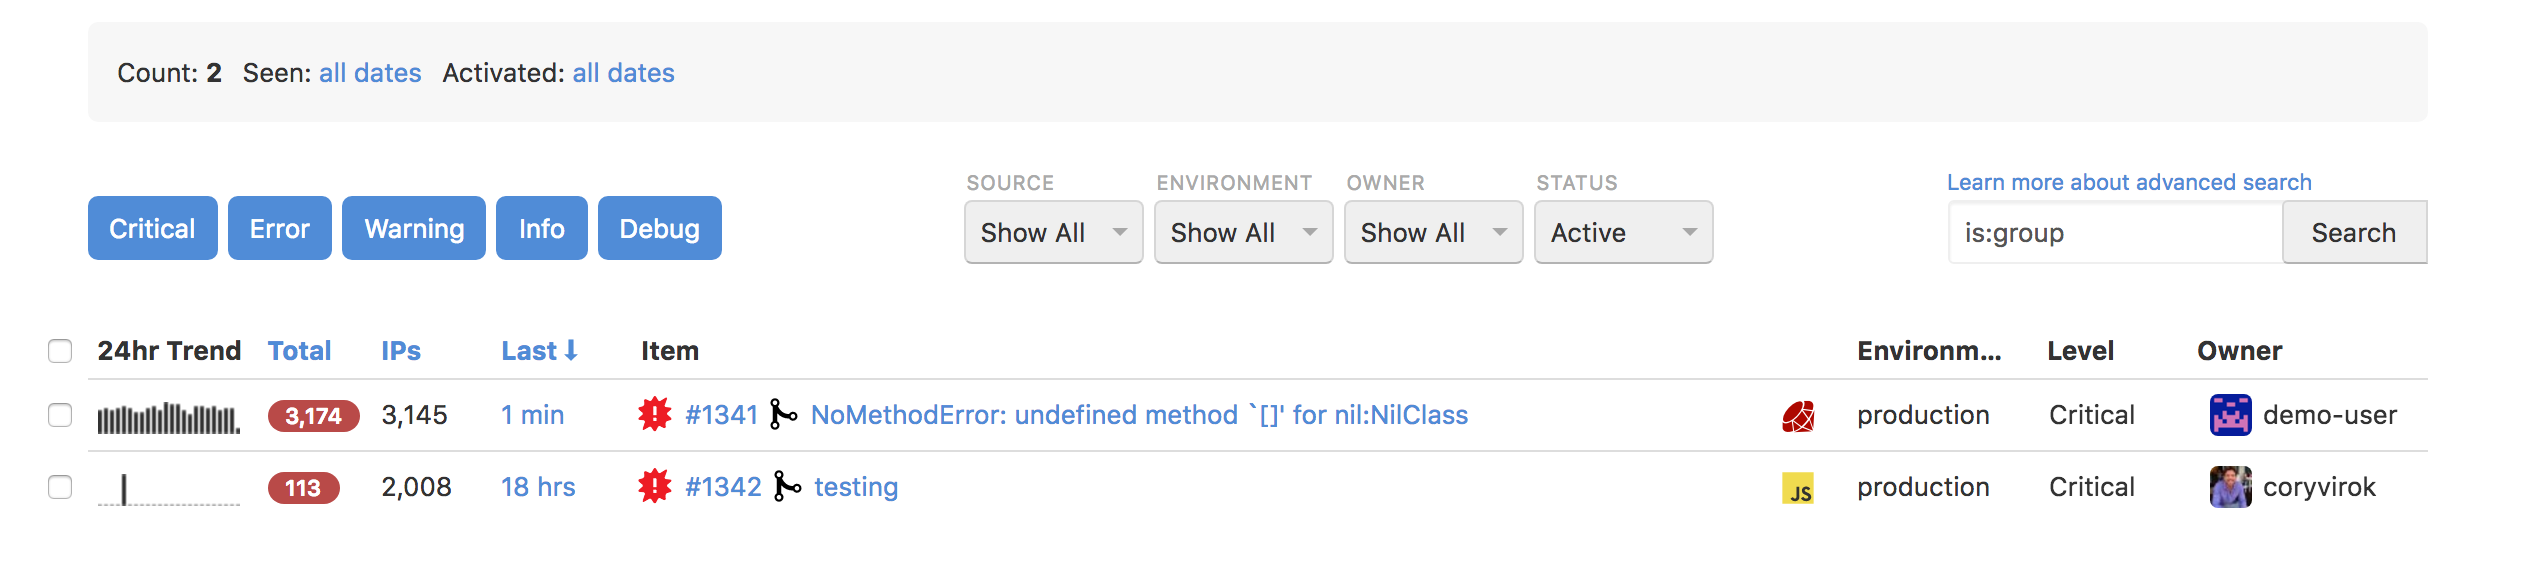 Count: 2 Seen: all dates Activated: all dates
SOURCE ENVIRONMENT OWNER STATUS Learn more about advanced search
Critical Error Warning Info Debug Show All Show All Show All Active is:group Search
24hr Trend Total IPs Last Item Environm... Level Owner
3,174 3,145 1 min #1341 NoMethodError: undefined method `[]' for nil:NilClass production Critical demo-user
113 2,008 18 hrs #1342 testing JS production Critical coryvirok